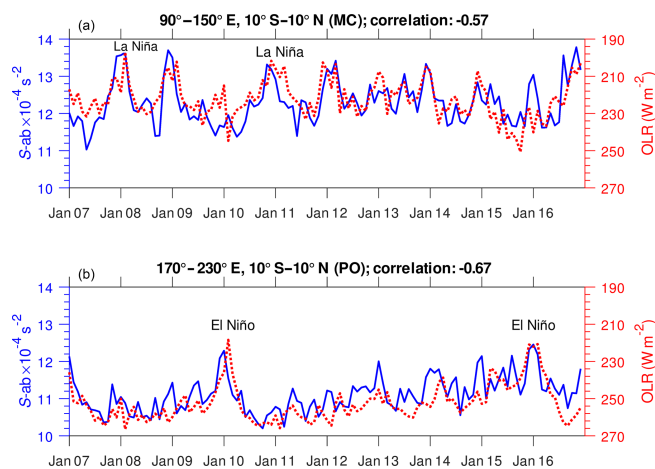 (a)
90°−150° E, 10° S−10° N (MC); correlation: -0.57
La Niña
La Niña
14
13
12
11
10
S-ab×10⁻⁴ s⁻²
190
210
230
250
270
OLR (W m⁻²)
Jan 07 Jan 08 Jan 09 Jan 10 Jan 11 Jan 12 Jan 13 Jan 14 Jan 15 Jan 16
(b)
170°−230° E, 10° S−10° N (PO); correlation: -0.67
El Niño El Niño
14
13
12
11
10
S-ab×10⁻⁴ s⁻²
190
210
230
250
270
OLR (W m⁻²)
Jan 07 Jan 08 Jan 09 Jan 10 Jan 11 Jan 12 Jan 13 Jan 14 Jan 15 Jan 16